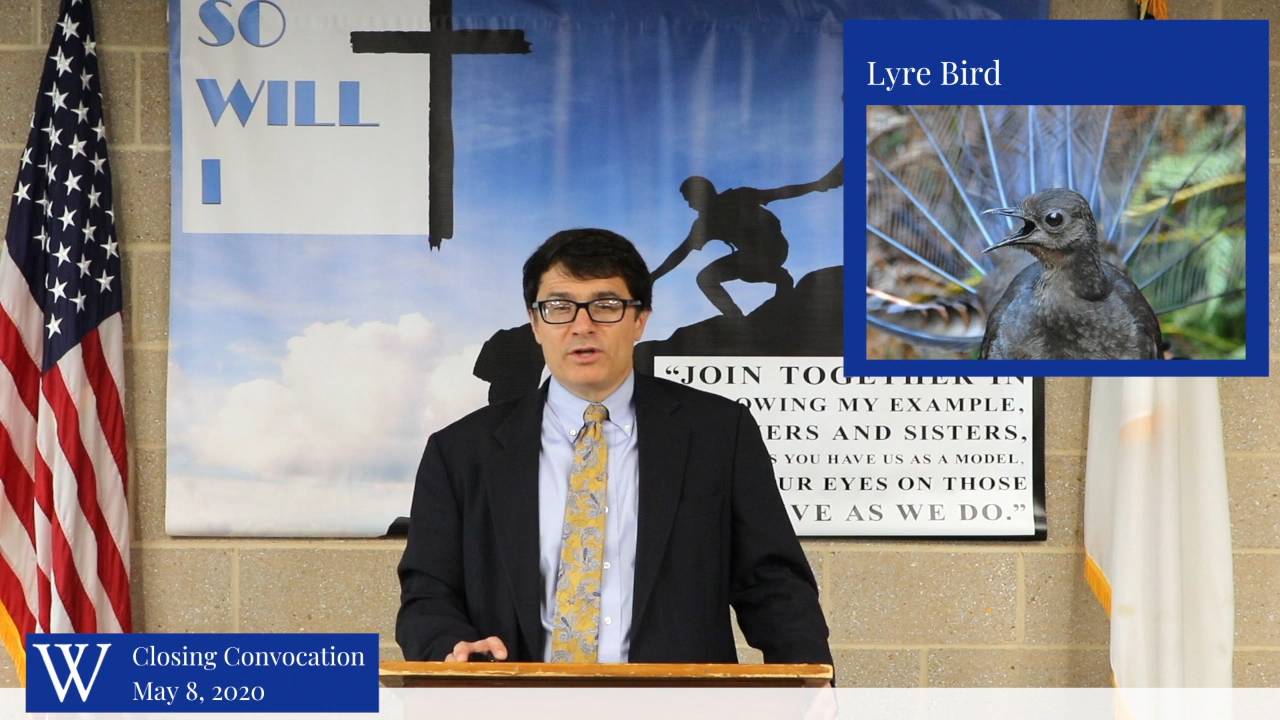 SO
WILL
I
Lyre Bird
“JOIN TOGETHER IN
OWING MY EXAMPLE,
ERS AND SISTERS,
YOU HAVE US AS A MODEL,
UR EYES ON THOSE
VE AS WE DO.”
W
Closing Convocation
May 8, 2020